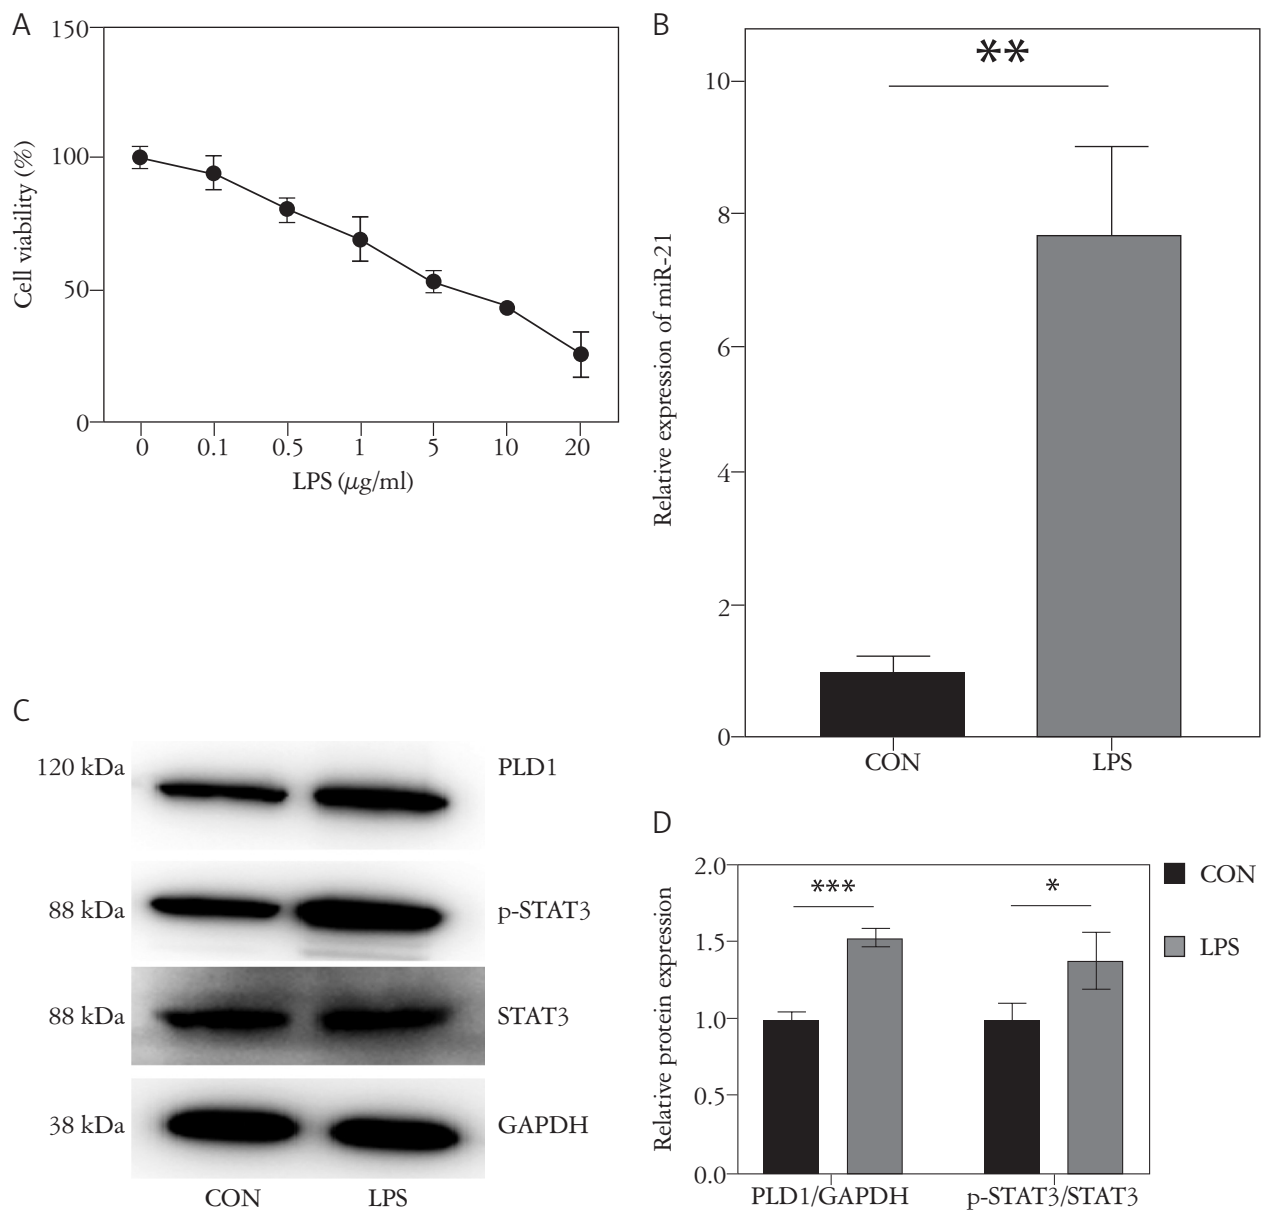 A
150
100
50
0
Cell viability (%)
0 0.1 0.5 1 5 10 20
LPS (μg/ml)
B
**
10
8
6
4
2
0
Relative expression of miR-21
CON LPS
C
120 kDa PLD1
88 kDa p-STAT3
88 kDa STAT3
38 kDa GAPDH
CON LPS
D
2.0
1.5
1.0
0.5
0.0
Relative protein expression
*** *
PLD1/GAPDH p-STAT3/STAT3
CON
LPS